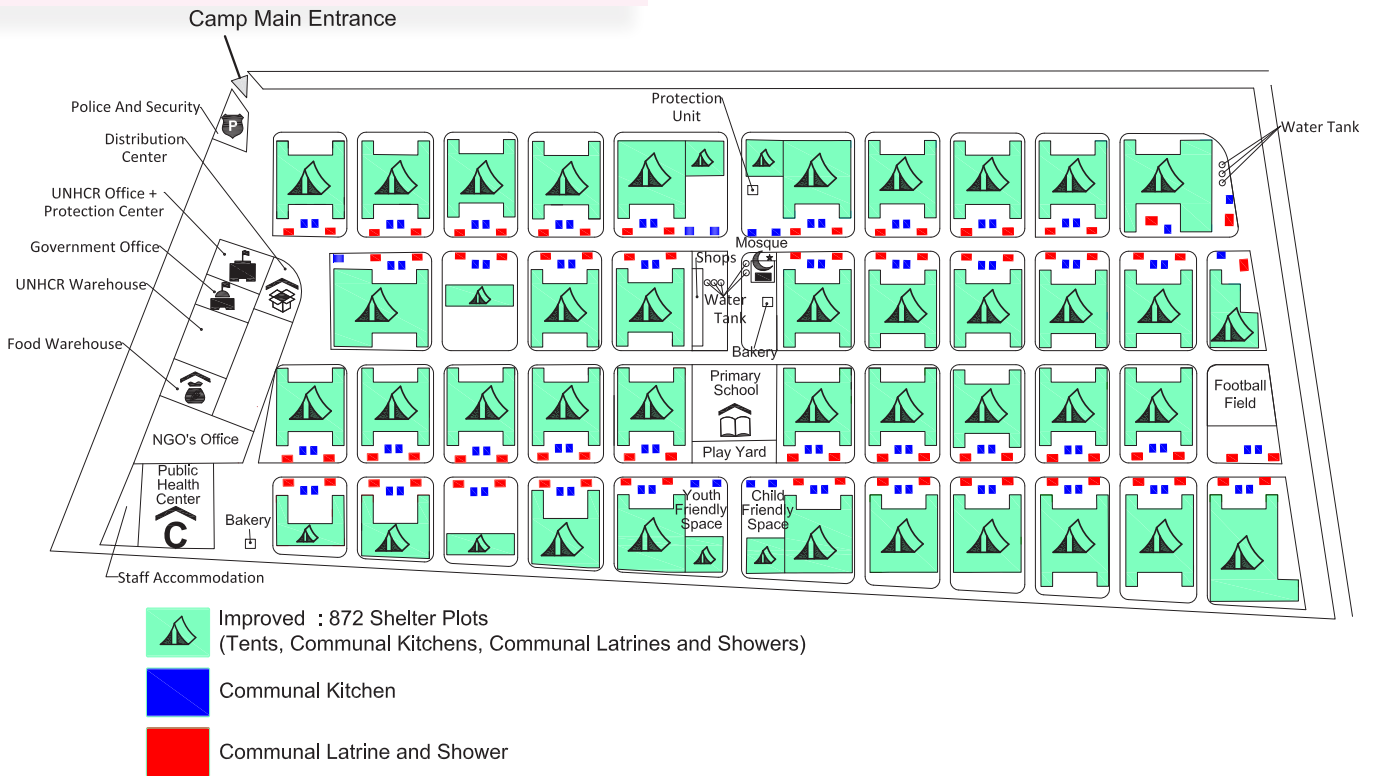 Camp Main Entrance
Police And Security
P
Distribution
Center
UNHCR Office +
Protection Center
Government Office
UNHCR Warehouse
Food Warehouse
NGO's Office
Public
Health
Center
C
Bakery
Staff Accommodation
Protection
Unit
Water Tank
Mosque
Shops
Water
Tank
Bakery
Primary
School
Play Yard
Football
Field
Youth
Friendly
Space
Child
Friendly
Space
Improved : 872 Shelter Plots
(Tents, Communal Kitchens, Communal Latrines and Showers)
Communal Kitchen
Communal Latrine and Shower